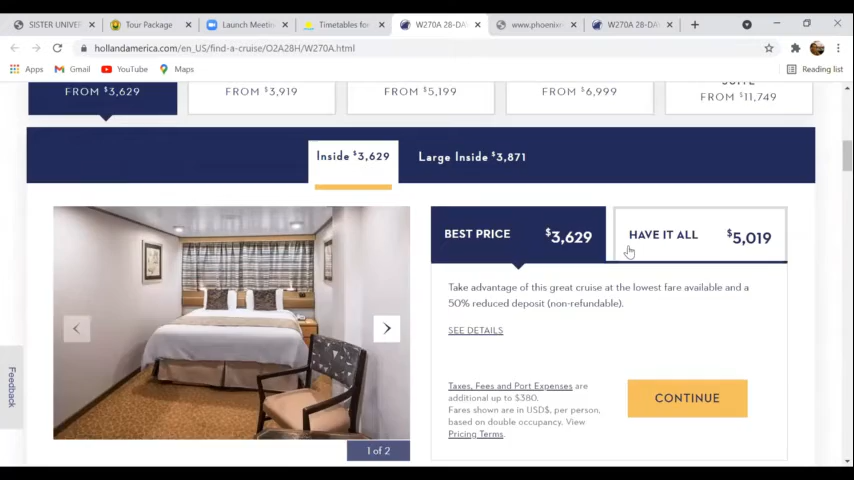 SISTER UNIVER
Tour Package
Launch Meetin
Timetables for
W270A 28-DA
www.phoenix
W270A 28-DA
hollandamerica.com/en_US/find-a-cruise/O2A28H/W270A.html
Apps
Gmail
YouTube
Maps
Reading list
FROM $3,629
FROM $3,919
FROM $5,199
FROM $6,999
SUITE
FROM $11,749
Inside $3,629
Large Inside $3,871
BEST PRICE $3,629
HAVE IT ALL $5,019
Take advantage of this great cruise at the lowest fare available and a
50% reduced deposit (non-refundable).
SEE DETAILS
Taxes, Fees and Port Expenses are
additional up to $380.
Fares shown are in USD$, per person,
based on double occupancy. View
Pricing Terms.
CONTINUE
1 of 2
Feedback